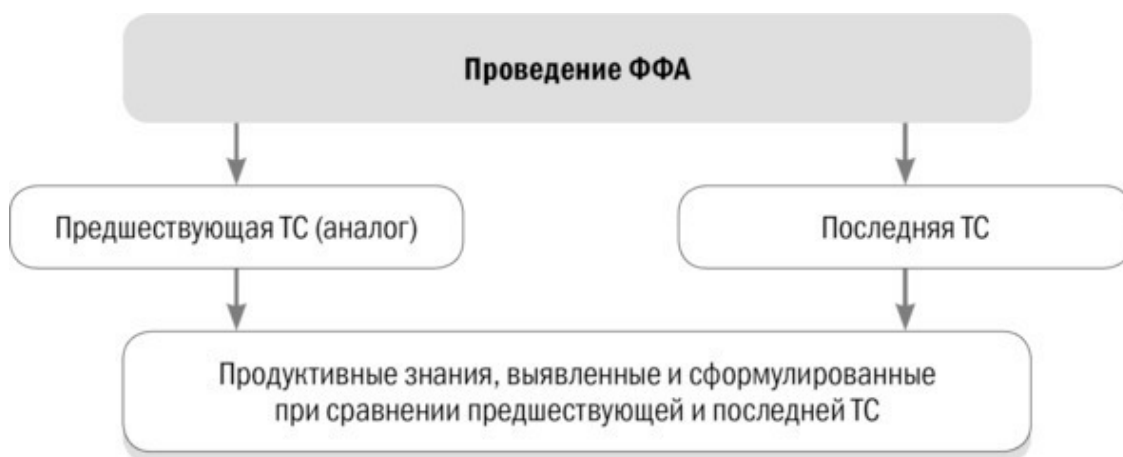 Проведение ФФА
Предшествующая ТС (аналог)
Последняя ТС
Продуктивные знания, выявленные и сформулированные
при сравнении предшествующей и последней ТС